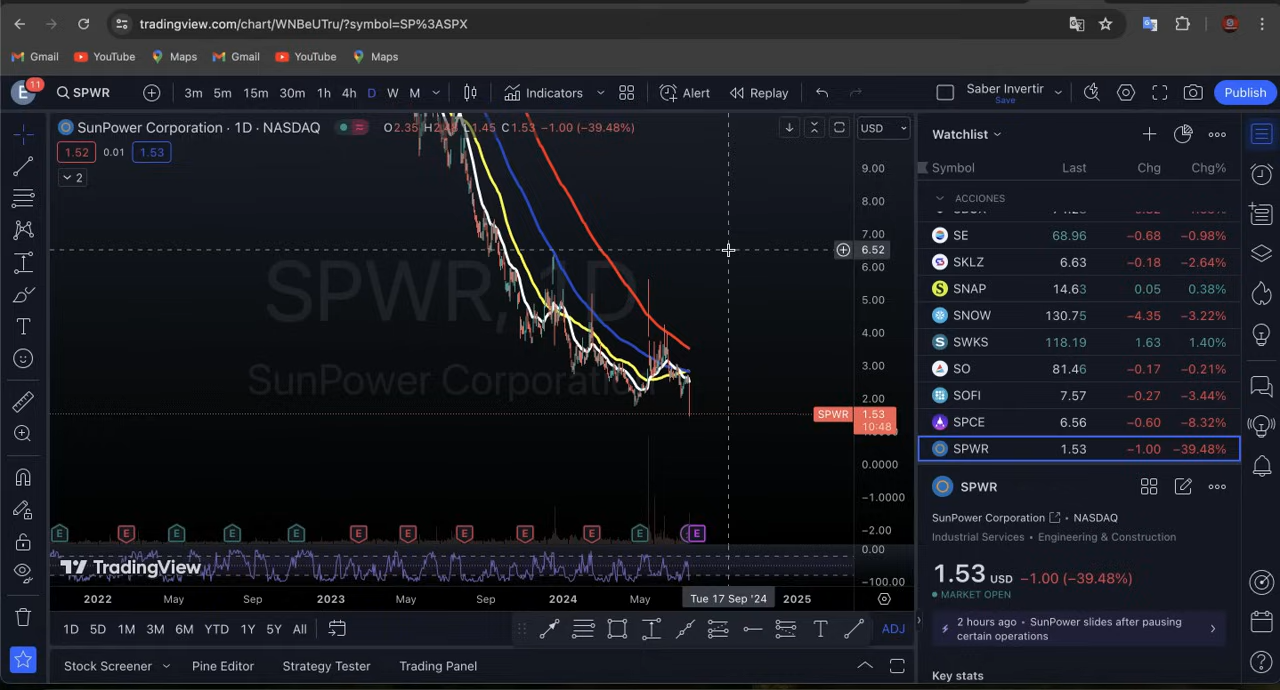 tradingview.com/chart/WNBeUTru/?symbol=SP%3ASPX
Gmail YouTube Maps Gmail YouTube Maps
E 11 SPWR 3m 5m 15m 30m 1h 4h D W M Indicators Alert Replay Saber Invertir Save Publish
SunPower Corporation · 1D · NASDAQ O2.35 1.45 C1.53 −1.00 (−39.48%) USD
1.52 0.01 1.53
2
Watchlist
Symbol Last Chg Chg%
ACCIONES
SE 68.96 −0.68 −0.98%
SKLZ 6.63 −0.18 −2.64%
SNAP 14.63 0.05 0.38%
SNOW 130.75 −4.35 −3.22%
SWKS 118.19 1.63 1.40%
SO 81.46 −0.17 −0.21%
SOFI 7.57 −0.27 −3.44%
SPCE 6.56 −0.60 −8.32%
SPWR 1.53 −1.00 −39.48%
9.00
8.00
7.00
6.52
6.00
5.00
4.00
3.00
2.00
SPWR 1.53
10:48
0.0000
−1.0000
−2.00
0.00
−100.00
SPWR, 1D
SunPower Corporation
E E E E E E E E E E E E
TradingView
2022 May Sep 2023 May Sep 2024 May Tue 17 Sep '24 2025
1D 5D 1M 3M 6M YTD 1Y 5Y All ADJ
Stock Screener Pine Editor Strategy Tester Trading Panel
SPWR
SunPower Corporation • NASDAQ
Industrial Services • Engineering & Construction
1.53 USD −1.00 (−39.48%)
MARKET OPEN
2 hours ago • SunPower slides after pausing
certain operations
Key stats